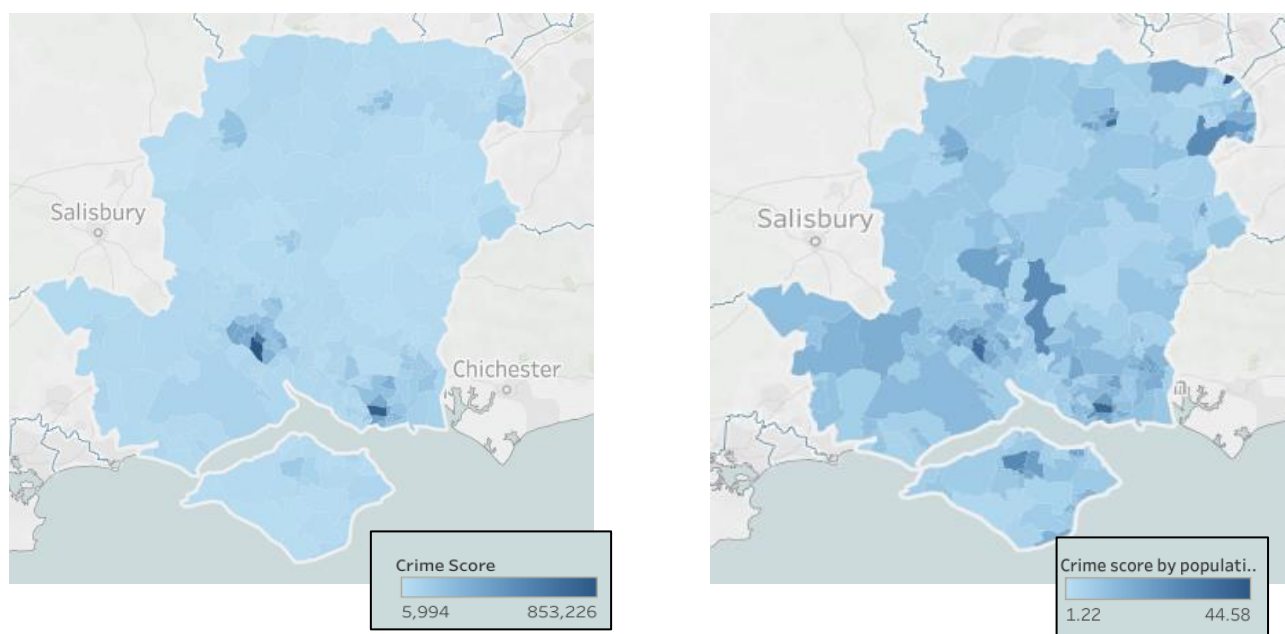 Salisbury
Chichester
Crime Score
5,994 853,226
Salisbury
Crime score by populati..
1.22 44.58